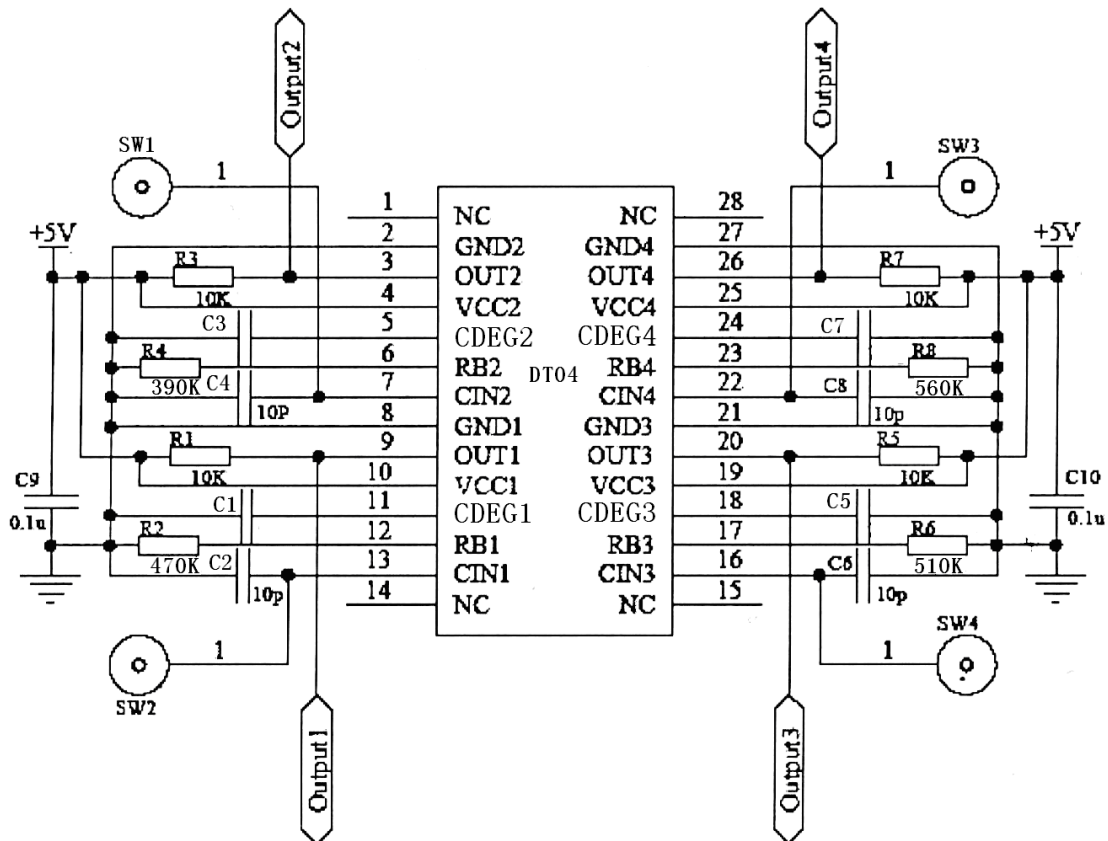 Output2
Output4
SW1
1
SW3
1
+5V
+5V
1 NC NC 28
2 GND2 GND4 27
R3 3 OUT2 OUT4 26 R7
10K 4 VCC2 VCC4 25 10K
C3 5 CDEG2 CDEG4 24 C7
R4 6 RB2 RB4 23 R8
390K C4 DT04 C8 560K
7 CIN2 CIN4 22
10P 8 GND1 GND3 21 10p
R1 9 OUT1 OUT3 20 R5
10K 10 VCC1 VCC3 19 10K
C9 C1 11 CDEG1 CDEG3 18 C5 C10
0.1u 0.1u
R2 12 RB1 RB3 17 R6
470K C2 13 CIN1 CIN3 16 C6 510K
10p 14 NC NC 15 10p
1
SW2
SW4
1
Output1
Output3